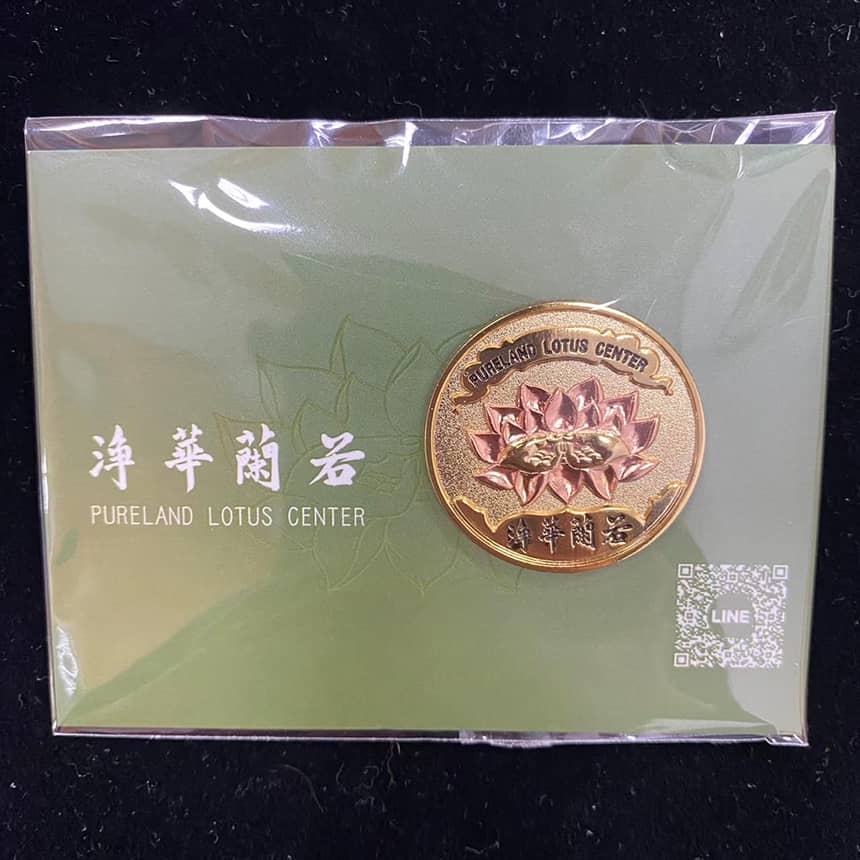 淨華蘭若
PURELAND LOTUS CENTER
PURELAND LOTUS CENTER
淨華蘭若
LINE